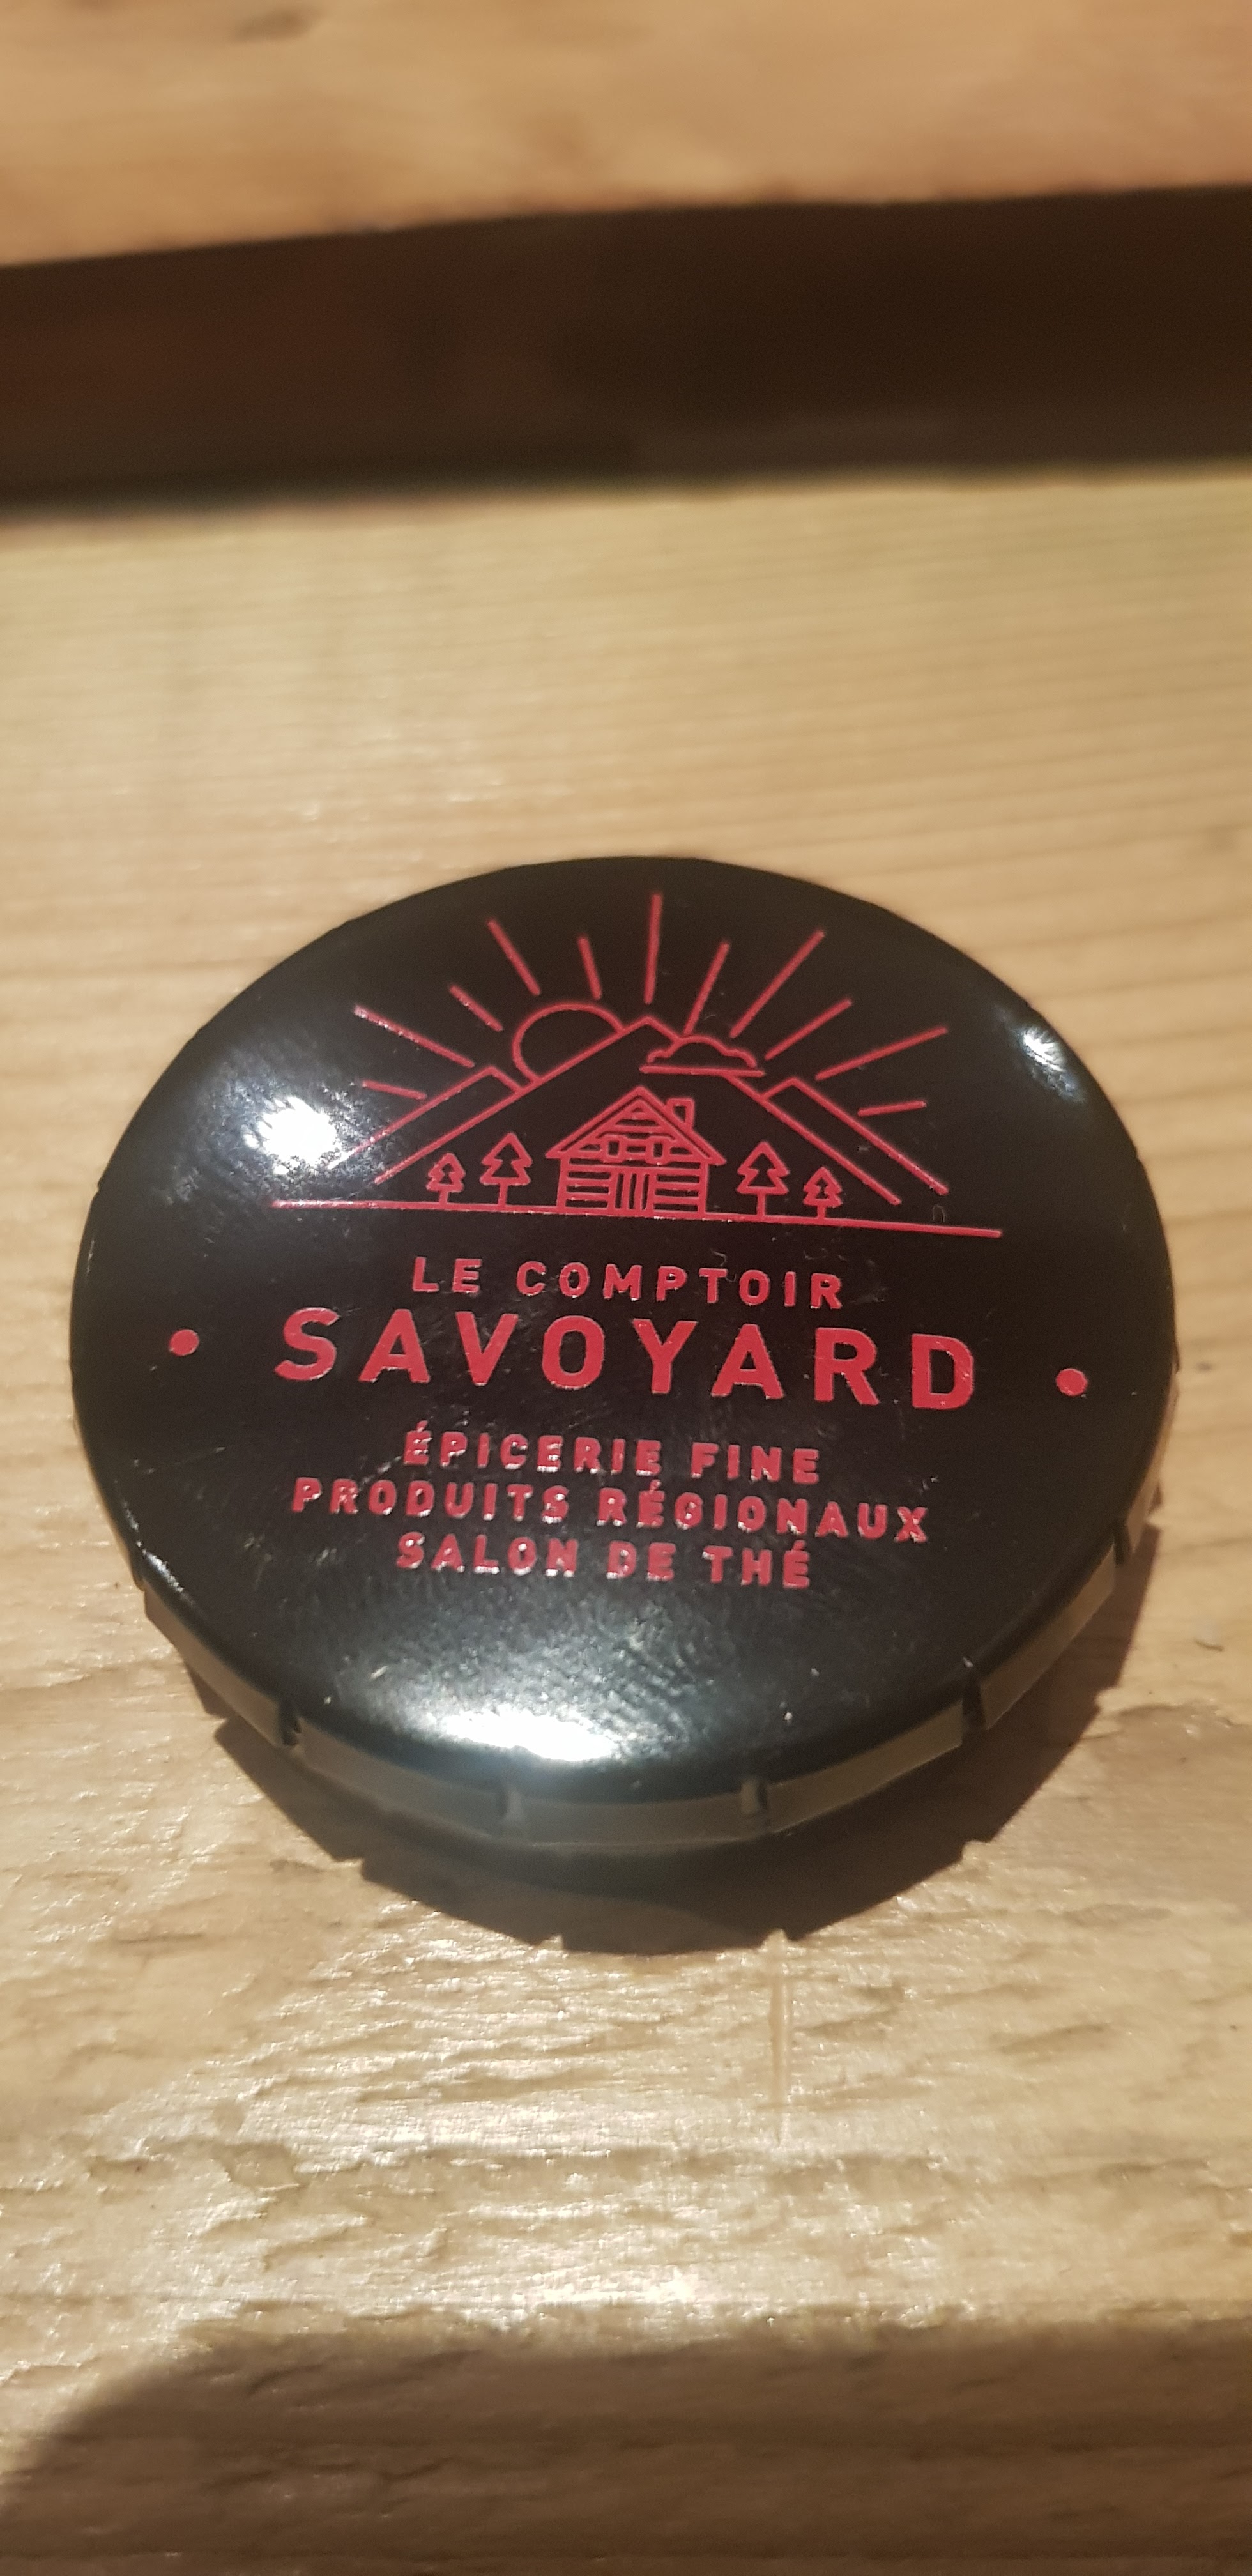 LE COMPTOIR
• SAVOYARD •
ÉPICERIE FINE
PRODUITS RÉGIONAUX
SALON DE THÉ